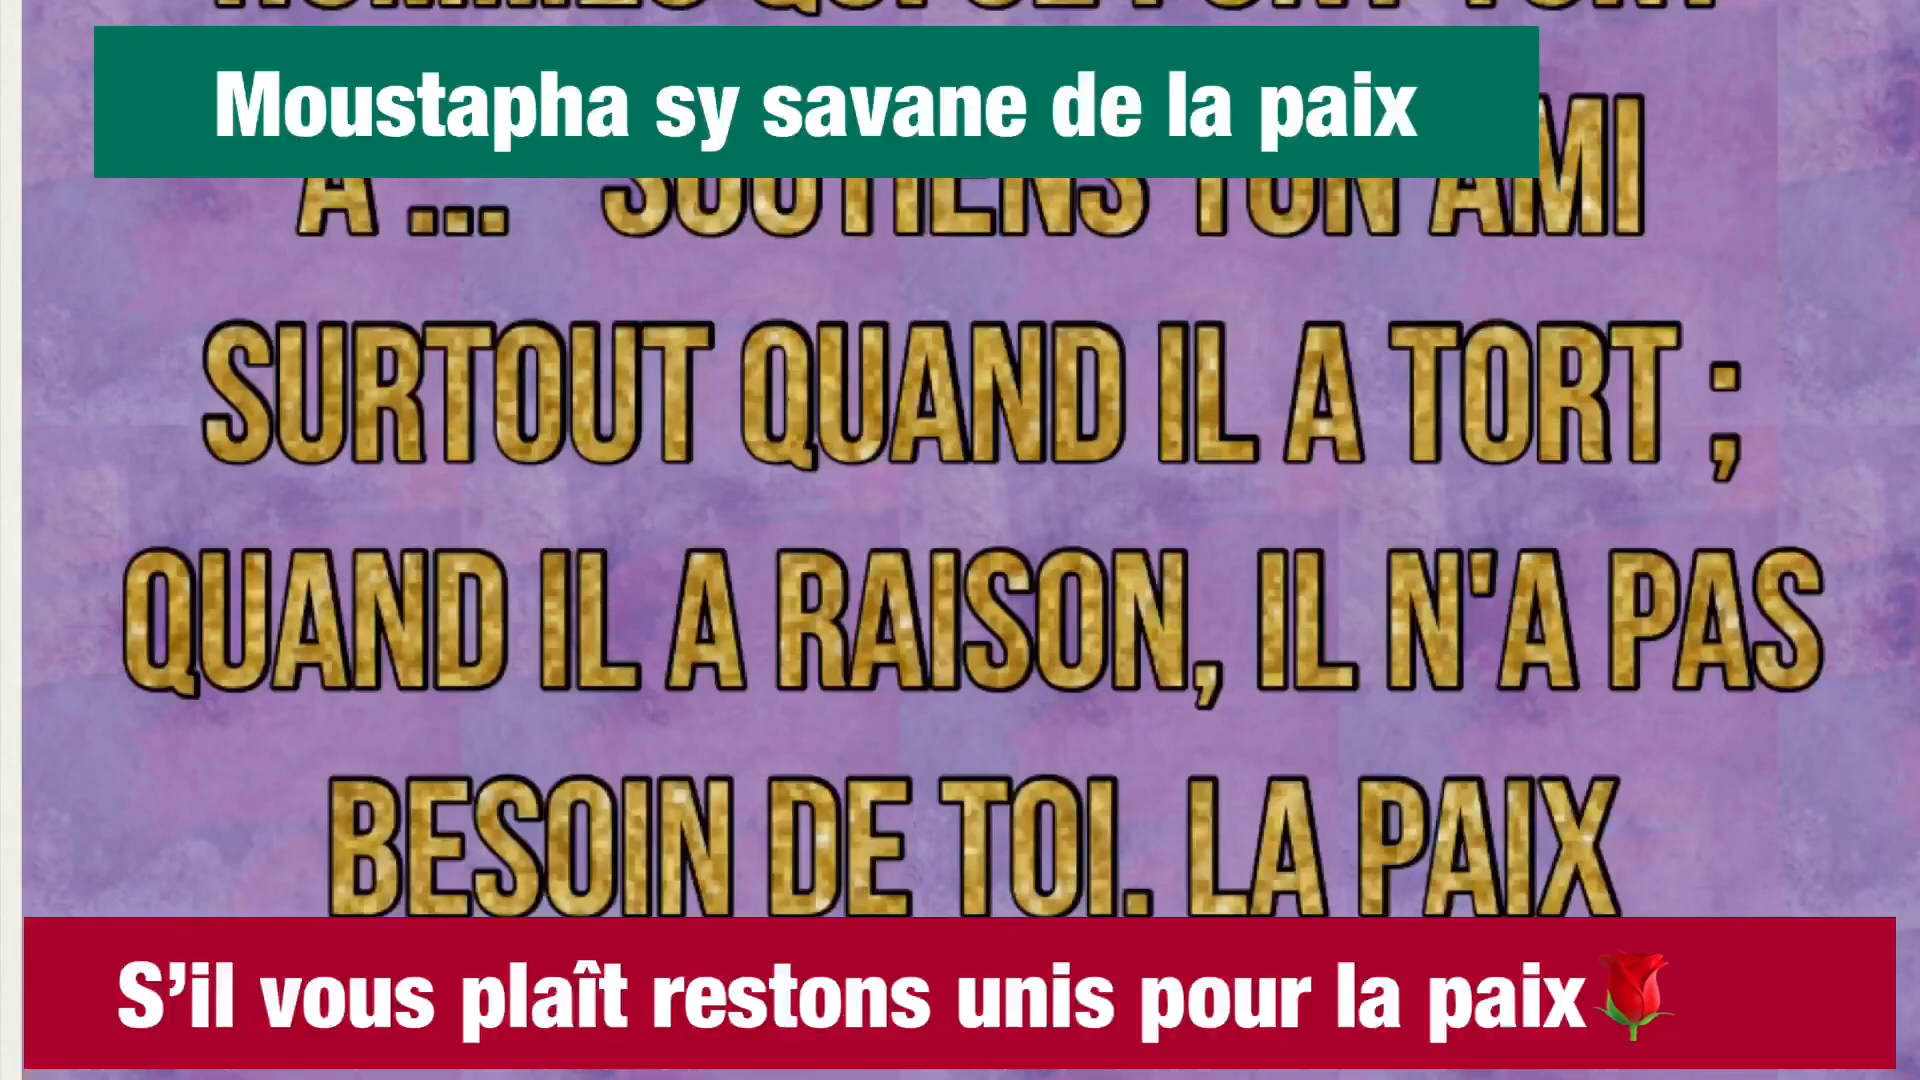 Moustapha sy savane de la paix
A ... SOUTIENS TON AMI
SURTOUT QUAND IL A TORT ;
QUAND IL A RAISON, IL N'A PAS
BESOIN DE TOI. LA PAIX
S’il vous plaît restons unis pour la paix🌹